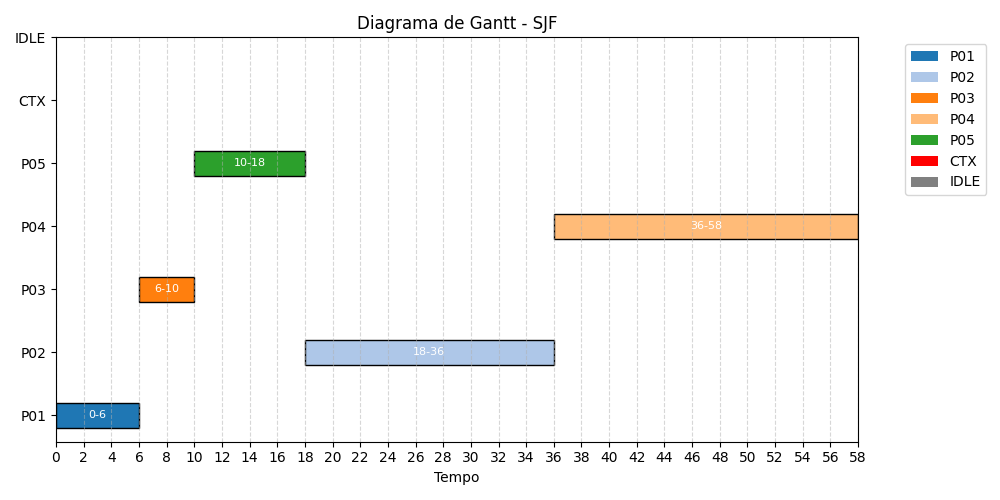 Diagrama de Gantt - SJF
IDLE
CTX
P05
P04
P03
P02
P01
10-18
36-58
6-10
18-36
0-6
0 2 4 6 8 10 12 14 16 18 20 22 24 26 28 30 32 34 36 38 40 42 44 46 48 50 52 54 56 58
Tempo
P01
P02
P03
P04
P05
CTX
IDLE